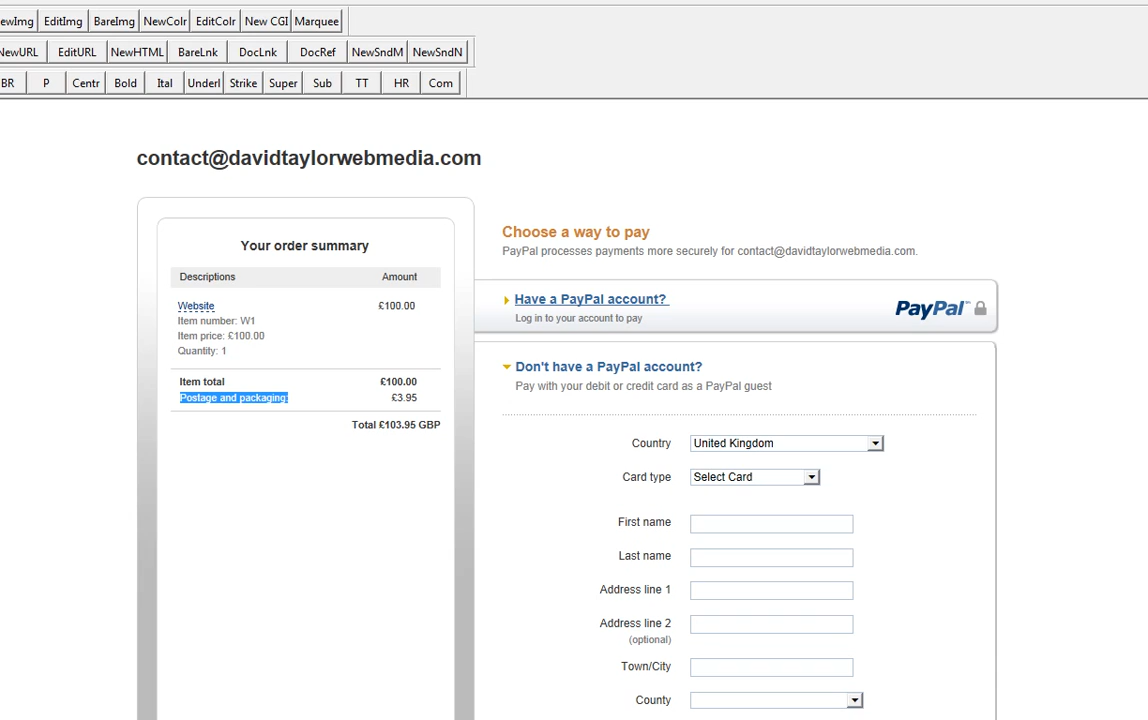 ewImg EditImg BareImg NewColr EditColr New CGI Marquee
NewURL EditURL NewHTML BareLnk DocLnk DocRef NewSndM NewSndN
BR P Centr Bold Ital Underl Strike Super Sub TT HR Com
contact@davidtaylorwebmedia.com
Your order summary
Descriptions Amount
Website £100.00
Item number: W1
Item price: £100.00
Quantity: 1
Item total £100.00
Postage and packaging: £3.95
Total £103.95 GBP
Choose a way to pay
PayPal processes payments more securely for contact@davidtaylorwebmedia.com.
Have a PayPal account?
Log in to your account to pay
PayPal™
Don't have a PayPal account?
Pay with your debit or credit card as a PayPal guest
Country United Kingdom
Card type Select Card
First name
Last name
Address line 1
Address line 2
(optional)
Town/City
County